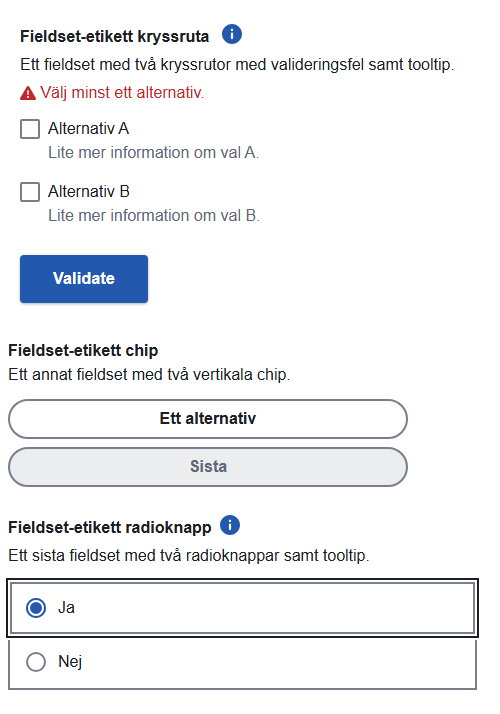 Fieldset-etikett kryssruta
Ett fieldset med två kryssrutor med valideringsfel samt tooltip.
Välj minst ett alternativ.
Alternativ A
Lite mer information om val A.
Alternativ B
Lite mer information om val B.
Validate
Fieldset-etikett chip
Ett annat fieldset med två vertikala chip.
Ett alternativ
Sista
Fieldset-etikett radioknapp
Ett sista fieldset med två radioknappar samt tooltip.
Ja
Nej